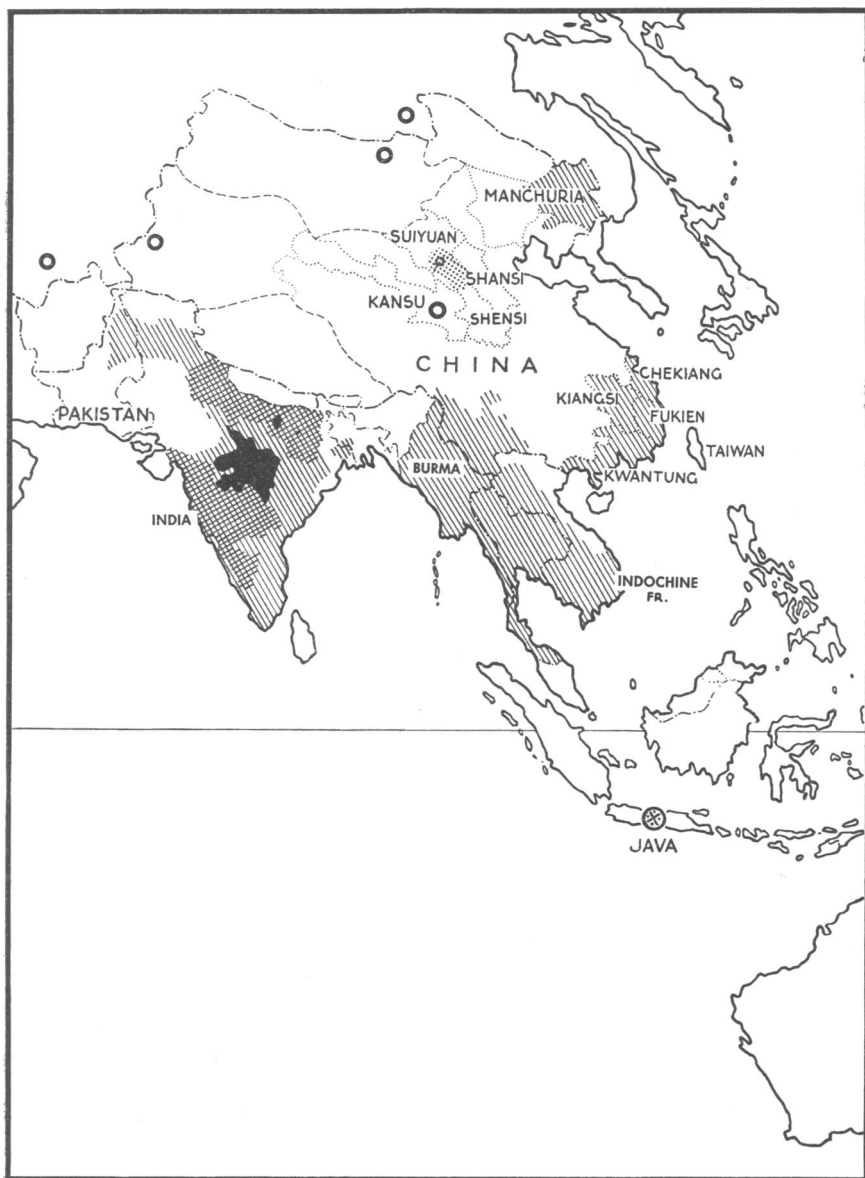 MANCHURIA
SUIYUAN
SHANSI
KANSU
SHENSI
CHINA
CHEKIANG
KIANGSI
PAKISTAN
FUKIEN
TAIWAN
BURMA
KWANTUNG
INDIA
INDOCHINE
FR.
JAVA